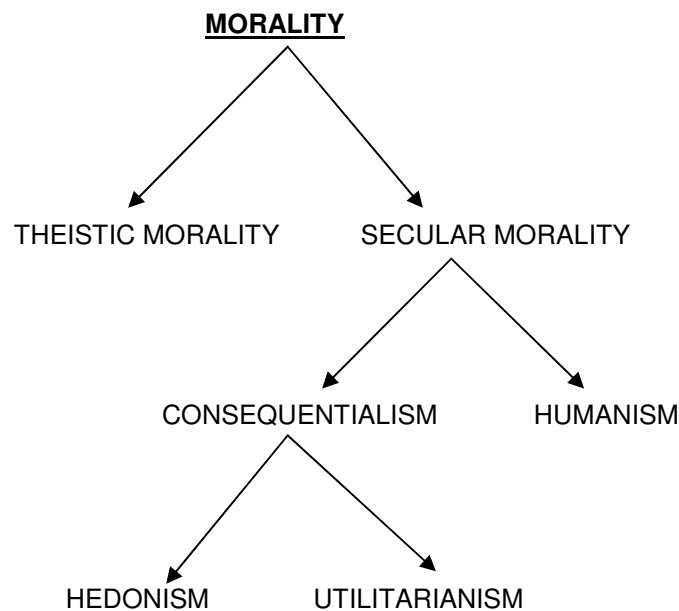 MORALITY
THEISTIC MORALITY
SECULAR MORALITY
CONSEQUENTIALISM
HUMANISM
HEDONISM
UTILITARIANISM